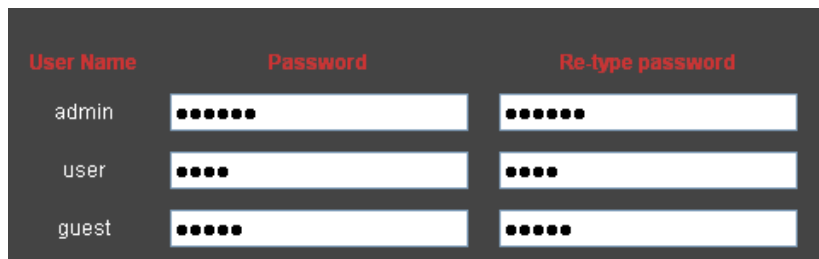 User Name Password Re-type password
admin ●●●●●● ●●●●●●
user ●●●● ●●●●
guest ●●●●● ●●●●●